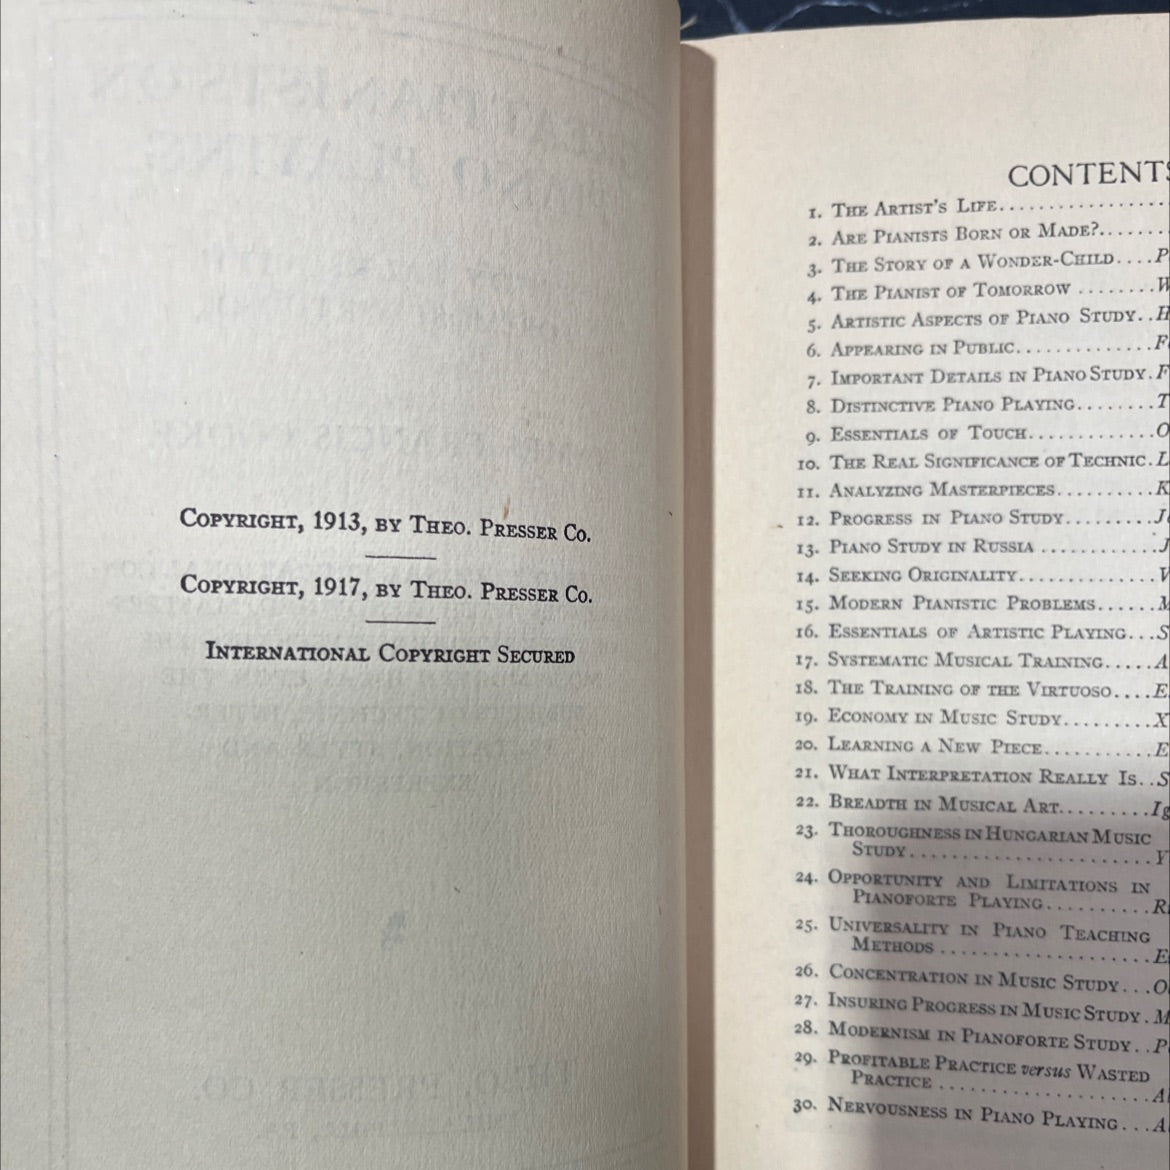 Copyright, 1913, by Theo. Presser Co.
Copyright, 1917, by Theo. Presser Co.
International Copyright Secured
CONTENTS
1. The Artist's Life..................
2. Are Pianists Born or Made?.......
3. The Story of a Wonder-Child....P
4. The Pianist of Tomorrow ........W
5. Artistic Aspects of Piano Study..H
6. Appearing in Public..............F
7. Important Details in Piano Study.F
8. Distinctive Piano Playing........T
9. Essentials of Touch.............O
10. The Real Significance of Technic.L
11. Analyzing Masterpieces..........K
12. Progress in Piano Study.........J
13. Piano Study in Russia ...........J
14. Seeking Originality..............V
15. Modern Pianistic Problems......M
16. Essentials of Artistic Playing...S
17. Systematic Musical Training.....A
18. The Training of the Virtuoso....E
19. Economy in Music Study.........X
20. Learning a New Piece...........E
21. What Interpretation Really Is..S
22. Breadth in Musical Art.........Ig
23. Thoroughness in Hungarian Music
Study........................Y
24. Opportunity and Limitations in
Pianoforte Playing..........R
25. Universality in Piano Teaching
Methods .....................E
26. Concentration in Music Study...O
27. Insuring Progress in Music Study.M
28. Modernism in Pianoforte Study..P
29. Profitable Practice versus Wasted
Practice .....................A
30. Nervousness in Piano Playing...A